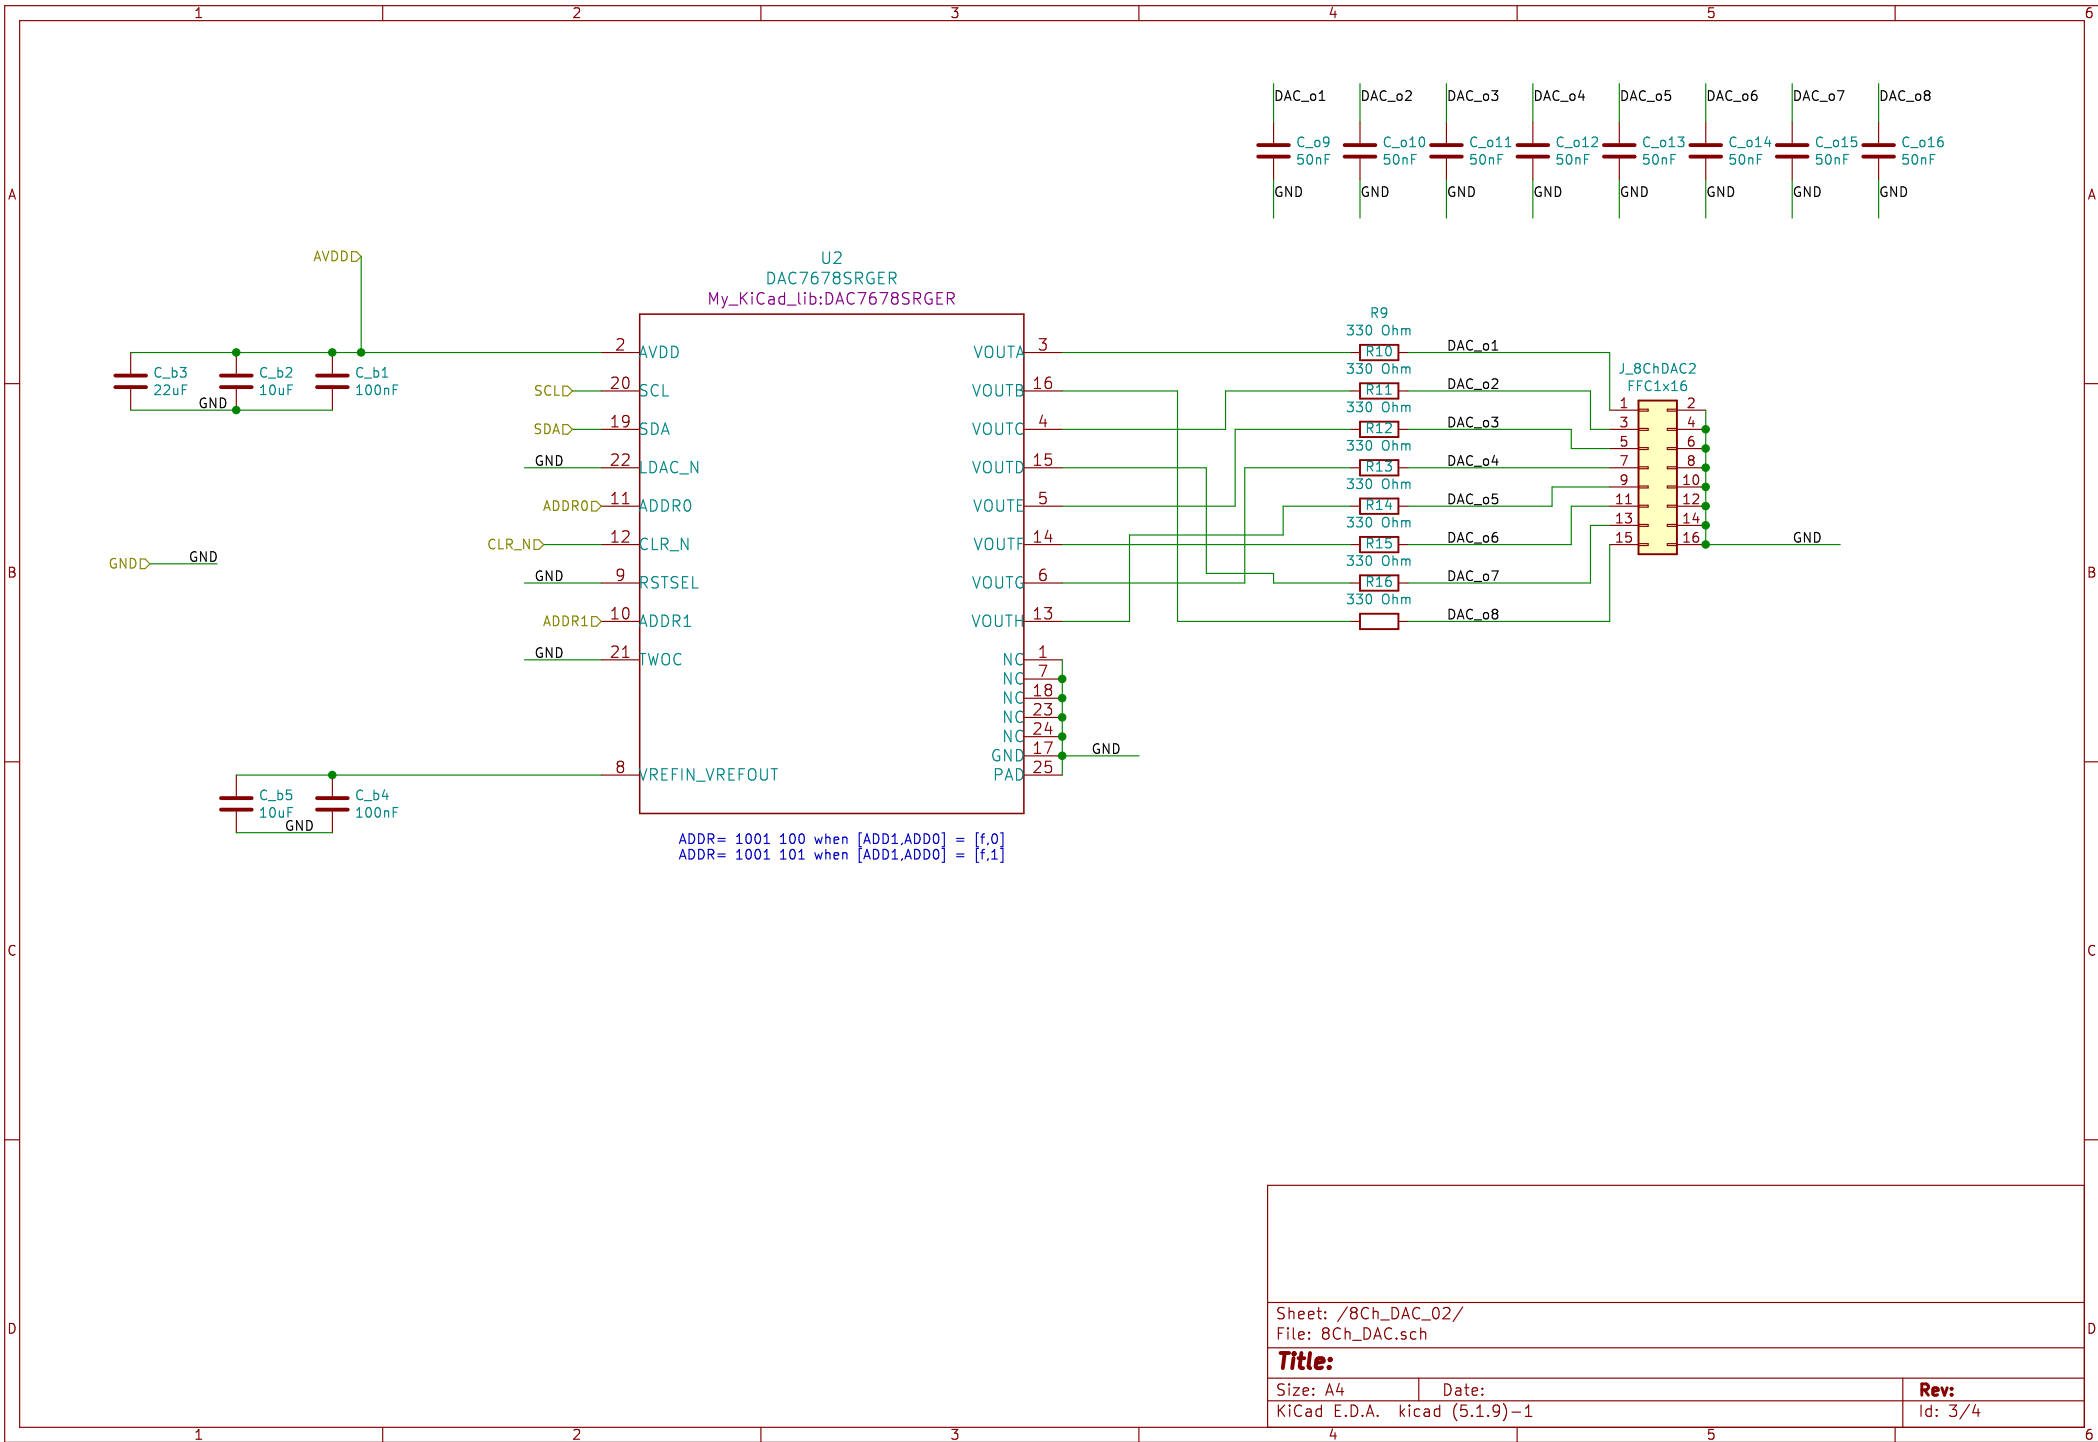 1 2 3 4 5 6
DAC_o1 DAC_o2 DAC_o3 DAC_o4 DAC_o5 DAC_o6 DAC_o7 DAC_o8
C_o9 C_o10 C_o11 C_o12 C_o13 C_o14 C_o15 C_o16
50nF 50nF 50nF 50nF 50nF 50nF 50nF 50nF
A GND GND GND GND GND GND GND GND A
AVDD
U2
DAC7678SRGER
My_KiCad_lib:DAC7678SRGER
R9
330 Ohm
2 AVDD VOUTA 3 R10 DAC_o1
330 Ohm
J_8ChDAC2
FFC1x16
C_b3 C_b2 C_b1
22uF 10uF 100nF
SCL 20 SCL VOUTB 16 R11 DAC_o2
GND
330 Ohm
1 2
SDA 19 SDA VOUTC 4 R12 DAC_o3
3 4
330 Ohm
5 6
GND 22 LDAC_N VOUTD 15 R13 DAC_o4
7 8
330 Ohm
9 10
ADDR0 11 ADDR0 VOUTE 5 R14 DAC_o5
11 12
330 Ohm
13 14
CLR_N 12 CLR_N VOUTF 14 R15 DAC_o6
15 16 GND
GND GND
330 Ohm
B B
GND 9 RSTSEL VOUTG 6 R16 DAC_o7
330 Ohm
ADDR1 10 ADDR1 VOUTH 13 DAC_o8
GND 21 TWOC NC 1
NC 7
NC 18
NC 23
NC 24
GND 17 GND
8 VREFIN_VREFOUT PAD 25
C_b5 C_b4
10uF 100nF
GND
ADDR= 1001 100 when [ADD1,ADD0] = [f,0]
ADDR= 1001 101 when [ADD1,ADD0] = [f,1]
C C
Sheet: /8Ch_DAC_02/
D D
File: 8Ch_DAC.sch
Title:
Size: A4 Date: Rev:
KiCad E.D.A. kicad (5.1.9)-1 Id: 3/4
1 2 3 4 5 6